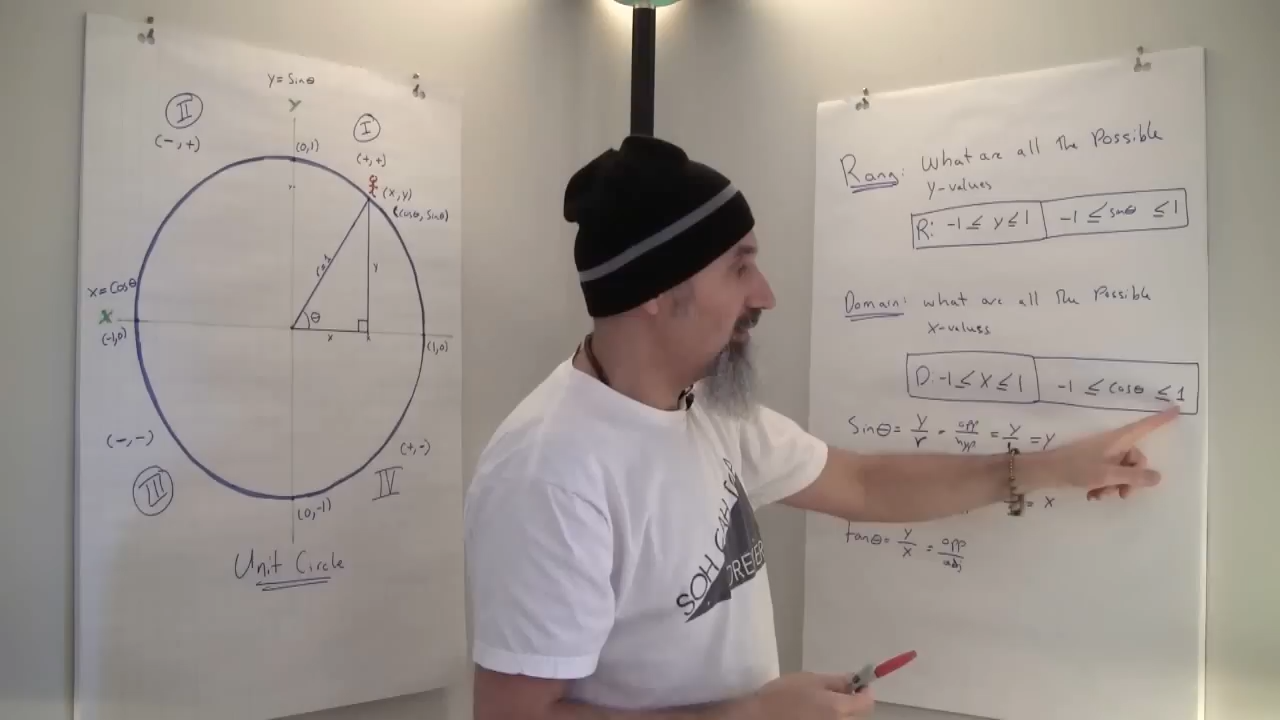 y = Sinθ
Y
II
I
(-,+)
(+,+)
(0,1)
(x,y)
(cosθ, sinθ)
y
x = Cosθ
X
θ
(-1,0)
x
(1,0)
(-,-)
(+,-)
III
IV
(0,-1)
Unit Circle
Rang: What are all The Possible
Y-values
R: -1 ≤ y ≤ 1 -1 ≤ sinθ ≤ 1
Domain: what are all The Possible
X-values
D: -1 ≤ X ≤ 1 -1 ≤ cosθ ≤ 1
Sinθ = y/r = opp/hyp = y/1 = y
= x
tanθ = y/x = opp/adj
SOH CAH